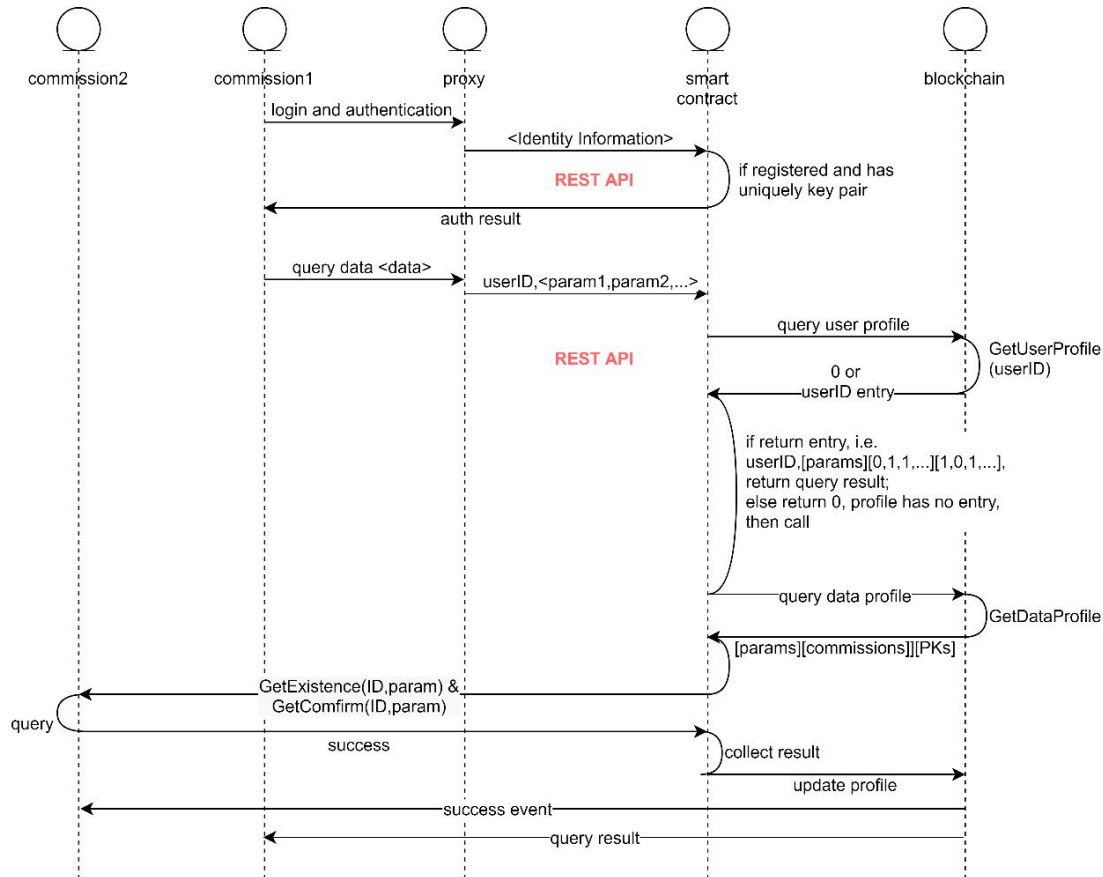 commission2
commission1
proxy
smart
contract
blockchain
login and authentication
<Identity Information>
REST API
if registered and has
uniquely key pair
auth result
query data <data>
userID,<param1,param2,...>
query user profile
REST API
GetUserProfile
(userID)
0 or
userID entry
if return entry, i.e.
userID,[params][0,1,1,...][1,0,1,...],
return query result;
else return 0, profile has no entry,
then call
query data profile
GetDataProfile
[params][commissions]][PKs]
GetExistence(ID,param) &
GetComfirm(ID,param)
query
success
collect result
update profile
success event
query result